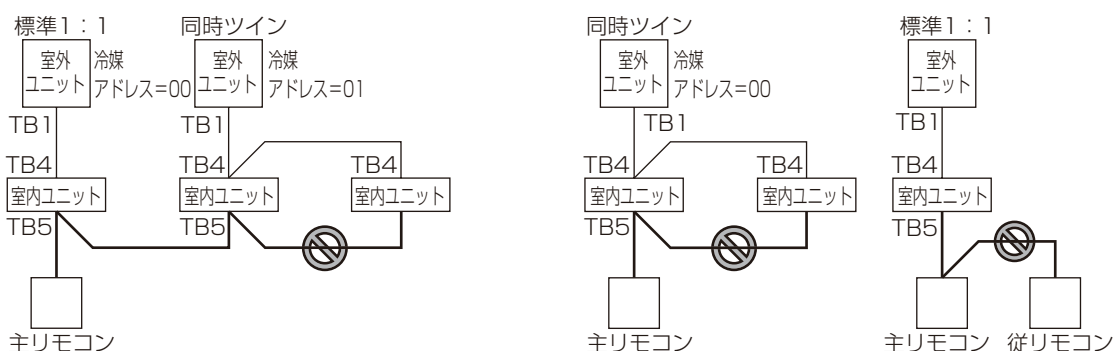 標準1：1
同時ツイン
室外
ユニット
冷媒
アドレス=00
室外
ユニット
冷媒
アドレス=01
TB1
TB1
TB4
TB4
TB4
室内ユニット
室内ユニット
室内ユニット
TB5
TB5
主リモコン
同時ツイン
室外
ユニット
冷媒
アドレス=00
TB1
TB4
TB4
室内ユニット
室内ユニット
TB5
主リモコン
標準1：1
室外
ユニット
TB1
TB4
室内ユニット
TB5
主リモコン
従リモコン